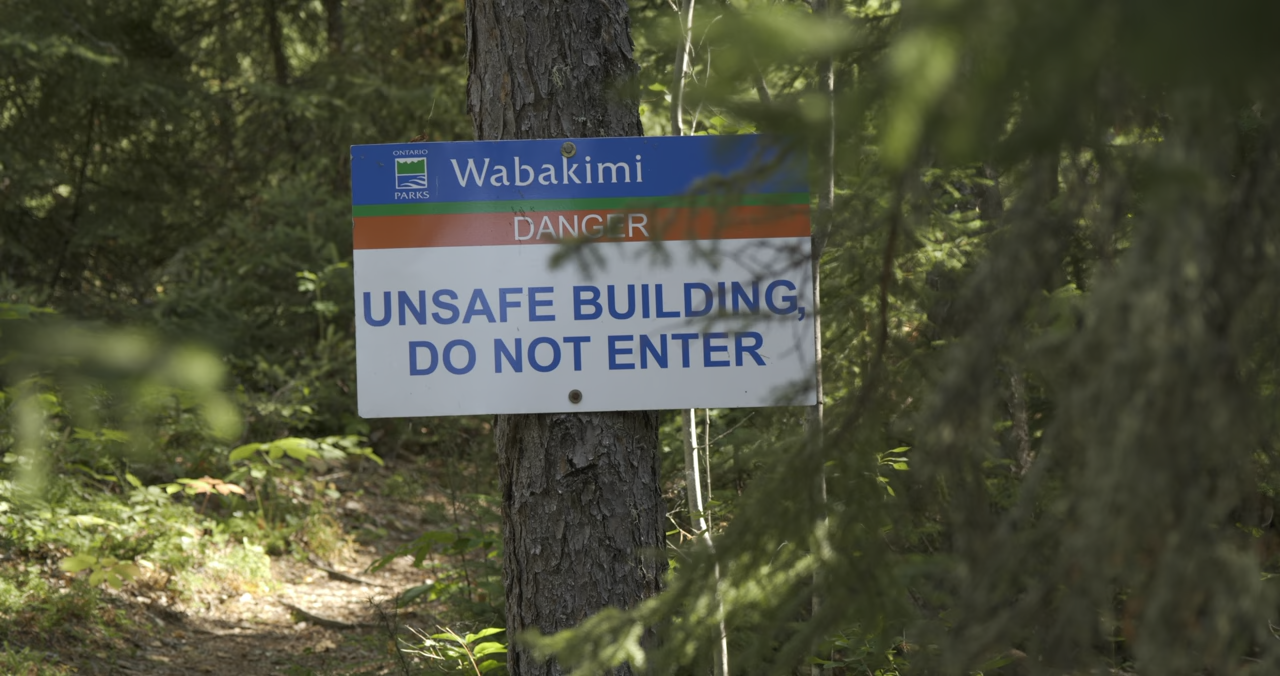 ONTARIO
PARKS
Wabakimi
DANGER
UNSAFE BUILDING,
DO NOT ENTER